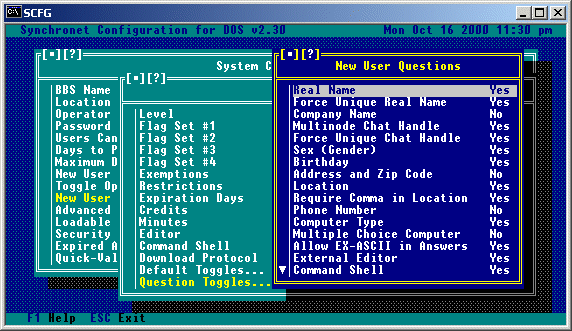 SCFG
Synchronet Configuration for DOS v2.30 Mon Oct 16 2000 11:30 pm
[▪][?]
System C
BBS Name
Location
Operator
Password
Users Can
Days to P
Maximum D
New User
Toggle Op
New User
Advanced
Loadable
Security
Expired A
Quick-Val
[▪][?]
Level
Flag Set #1
Flag Set #2
Flag Set #3
Flag Set #4
Exemptions
Restrictions
Expiration Days
Credits
Minutes
Editor
Command Shell
Download Protocol
Default Toggles...
Question Toggles...
[▪][?]
New User Questions
Real Name Yes
Force Unique Real Name Yes
Company Name No
Multinode Chat Handle Yes
Force Unique Chat Handle Yes
Sex (Gender) Yes
Birthday Yes
Address and Zip Code No
Location Yes
Require Comma in Location Yes
Phone Number No
Computer Type Yes
Multiple Choice Computer No
Allow EX-ASCII in Answers Yes
External Editor Yes
Command Shell Yes
F1 Help ESC Exit